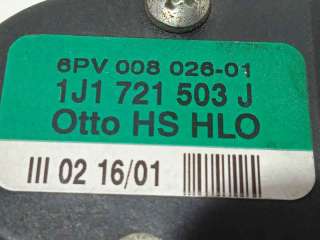 6PV 008 026-01
1J1 721 503 J
Otto HS HLO
III 02 16/01